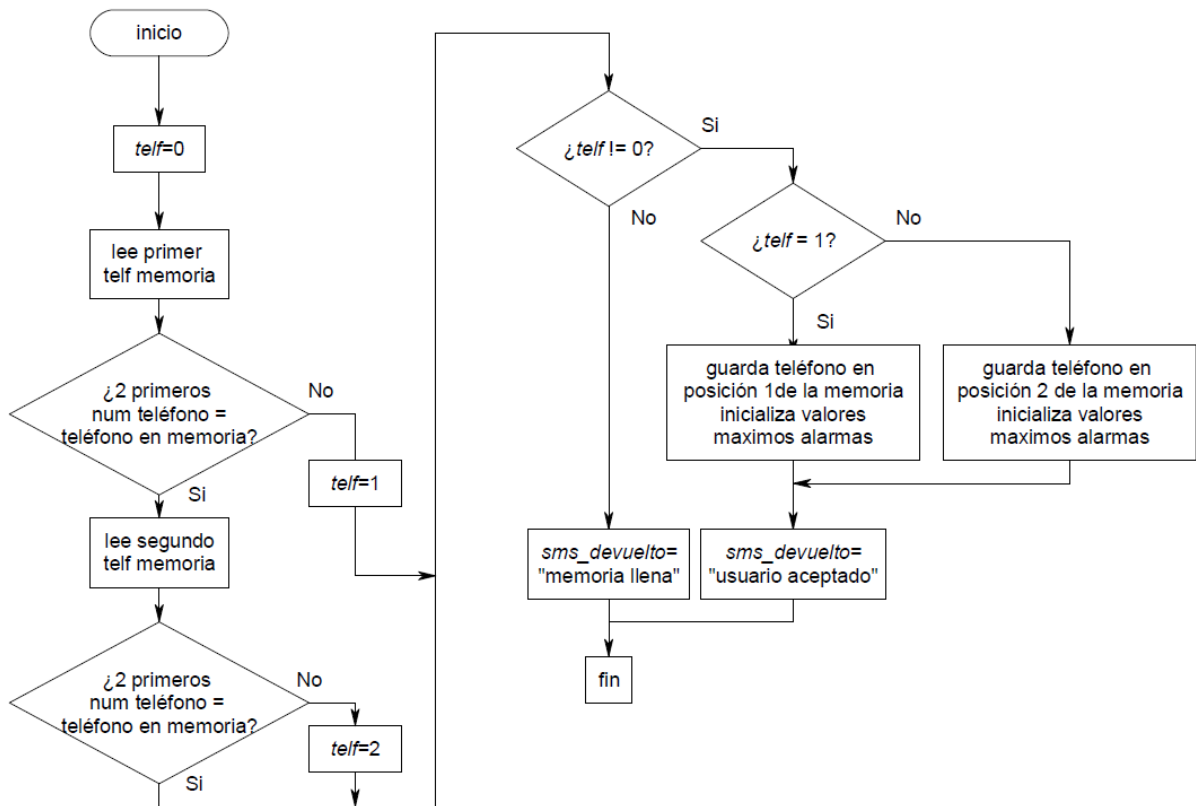 inicio
telf=0
lee primer
telf memoria
¿2 primeros
num teléfono =
teléfono en memoria?
No
telf=1
Si
lee segundo
telf memoria
¿2 primeros
num teléfono =
teléfono en memoria?
No
telf=2
Si
¿telf != 0?
Si
No
¿telf = 1?
No
Si
guarda teléfono en
posición 1de la memoria
inicializa valores
maximos alarmas
guarda teléfono en
posición 2 de la memoria
inicializa valores
maximos alarmas
sms_devuelto=
"memoria llena"
sms_devuelto=
"usuario aceptado"
fin